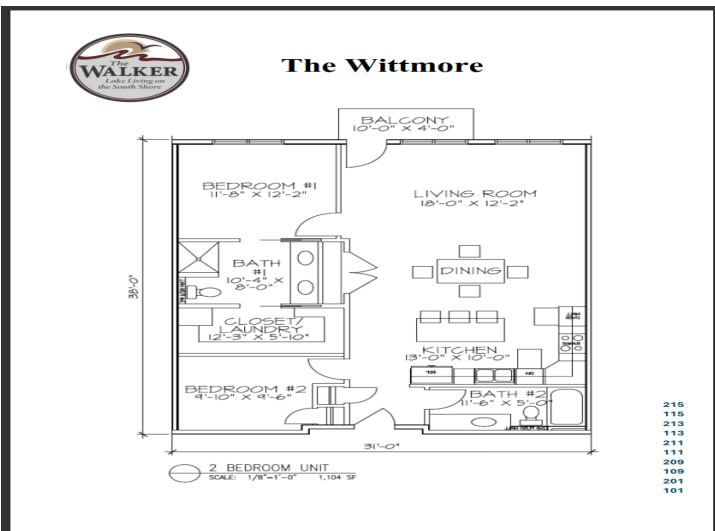 The
WALKER
Lake Living on
the South Shore
The Wittmore
BALCONY
10'-0" X 4'-0"
BEDROOM #1
11'-8" X 12'-2"
LIVING ROOM
18'-0" X 12'-2"
BATH
#1
10'-4" X
8'-0"
DINING
38'-0"
CLOSET/
LAUNDRY
12'-3" X 5'-10"
KITCHEN
13'-0" X 10'-0"
BEDROOM #2
9'-10" X 9'-6"
BATH #2
11'-6" X 5'-0"
31'-0"
2 BEDROOM UNIT
SCALE: 1/8"=1'-0" 1,104 SF
215
115
213
113
211
111
209
109
201
101